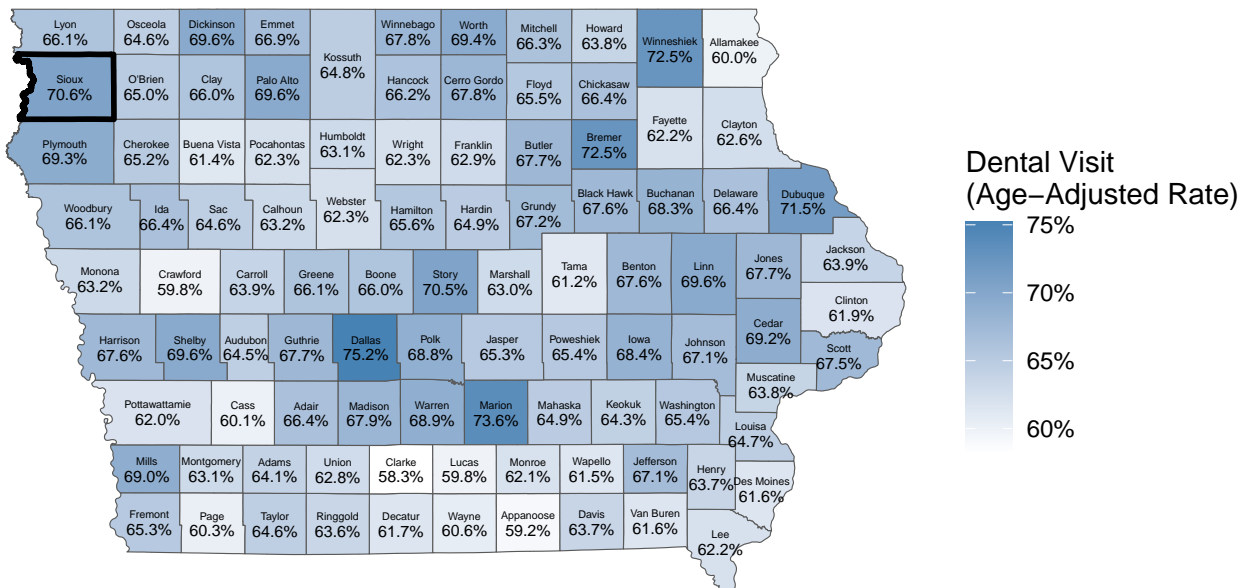 Lyon
66.1%
Osceola
64.6%
Dickinson
69.6%
Emmet
66.9%
Kossuth
64.8%
Winnebago
67.8%
Worth
69.4%
Mitchell
66.3%
Howard
63.8%
Winneshiek
72.5%
Allamakee
60.0%
Sioux
70.6%
O'Brien
65.0%
Clay
66.0%
Palo Alto
69.6%
Hancock
66.2%
Cerro Gordo
67.8%
Floyd
65.5%
Chickasaw
66.4%
Fayette
62.2%
Clayton
62.6%
Plymouth
69.3%
Cherokee
65.2%
Buena Vista
61.4%
Pocahontas
62.3%
Humboldt
63.1%
Wright
62.3%
Franklin
62.9%
Butler
67.7%
Bremer
72.5%
Woodbury
66.1%
Ida
66.4%
Sac
64.6%
Calhoun
63.2%
Webster
62.3%
Hamilton
65.6%
Hardin
64.9%
Grundy
67.2%
Black Hawk
67.6%
Buchanan
68.3%
Delaware
66.4%
Dubuque
71.5%
Monona
63.2%
Crawford
59.8%
Carroll
63.9%
Greene
66.1%
Boone
66.0%
Story
70.5%
Marshall
63.0%
Tama
61.2%
Benton
67.6%
Linn
69.6%
Jones
67.7%
Jackson
63.9%
Clinton
61.9%
Harrison
67.6%
Shelby
69.6%
Audubon
64.5%
Guthrie
67.7%
Dallas
75.2%
Polk
68.8%
Jasper
65.3%
Poweshiek
65.4%
Iowa
68.4%
Johnson
67.1%
Cedar
69.2%
Scott
67.5%
Muscatine
63.8%
Pottawattamie
62.0%
Cass
60.1%
Adair
66.4%
Madison
67.9%
Warren
68.9%
Marion
73.6%
Mahaska
64.9%
Keokuk
64.3%
Washington
65.4%
Louisa
64.7%
Mills
69.0%
Montgomery
63.1%
Adams
64.1%
Union
62.8%
Clarke
58.3%
Lucas
59.8%
Monroe
62.1%
Wapello
61.5%
Jefferson
67.1%
Henry
63.7%
Des Moines
61.6%
Fremont
65.3%
Page
60.3%
Taylor
64.6%
Ringgold
63.6%
Decatur
61.7%
Wayne
60.6%
Appanoose
59.2%
Davis
63.7%
Van Buren
61.6%
Lee
62.2%
Dental Visit
(Age−Adjusted Rate)
75%
70%
65%
60%